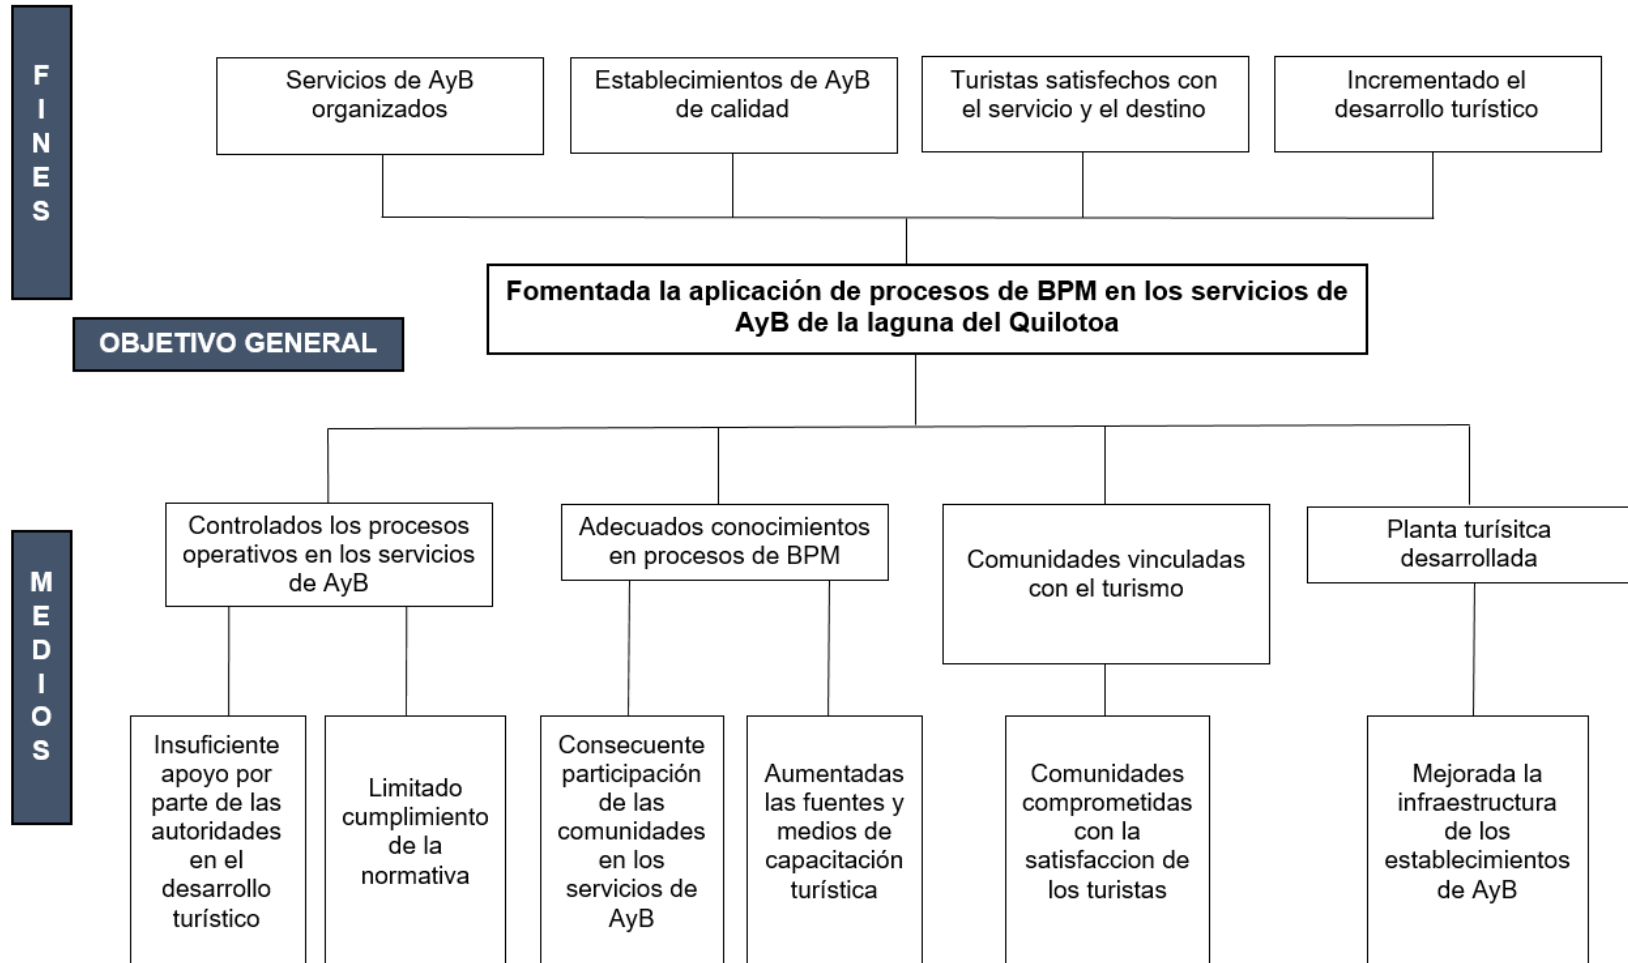 FINES
Servicios de AyB
organizados
Establecimientos de AyB
de calidad
Turistas satisfechos con
el servicio y el destino
Incrementado el
desarrollo turístico
Fomentada la aplicación de procesos de BPM en los servicios de
AyB de la laguna del Quilotoa
OBJETIVO GENERAL
MEDIOS
Controlados los procesos
operativos en los servicios
de AyB
Adecuados conocimientos
en procesos de BPM
Comunidades vinculadas
con el turismo
Planta turísitca
desarrollada
Insuficiente
apoyo por
parte de las
autoridades
en el
desarrollo
turístico
Limitado
cumplimiento
de la
normativa
Consecuente
participación
de las
comunidades
en los
servicios de
AyB
Aumentadas
las fuentes y
medios de
capacitación
turística
Comunidades
comprometidas
con la
satisfaccion de
los turistas
Mejorada la
infraestructura
de los
establecimientos
de AyB